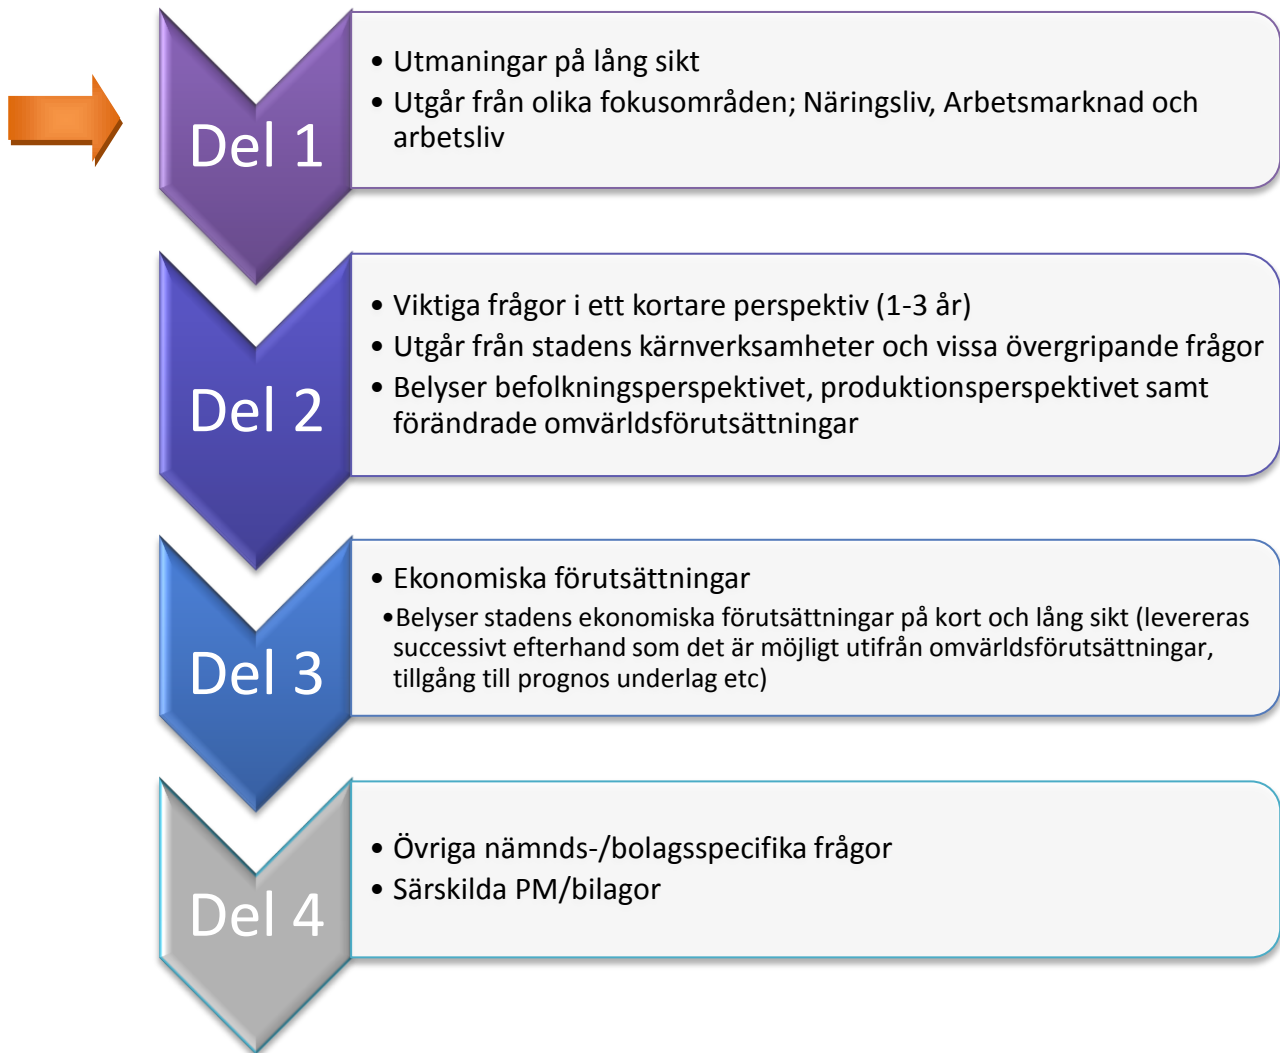 Del 1
• Utmaningar på lång sikt
• Utgår från olika fokusområden; Näringsliv, Arbetsmarknad och
arbetsliv
Del 2
• Viktiga frågor i ett kortare perspektiv (1-3 år)
• Utgår från stadens kärnverksamheter och vissa övergripande frågor
• Belyser befolkningsperspektivet, produktionsperspektivet samt
förändrade omvärldsförutsättningar
Del 3
• Ekonomiska förutsättningar
•Belyser stadens ekonomiska förutsättningar på kort och lång sikt (levereras
successivt efterhand som det är möjligt utifrån omvärldsförutsättningar,
tillgång till prognos underlag etc)
Del 4
• Övriga nämnds-/bolagsspecifika frågor
• Särskilda PM/bilagor